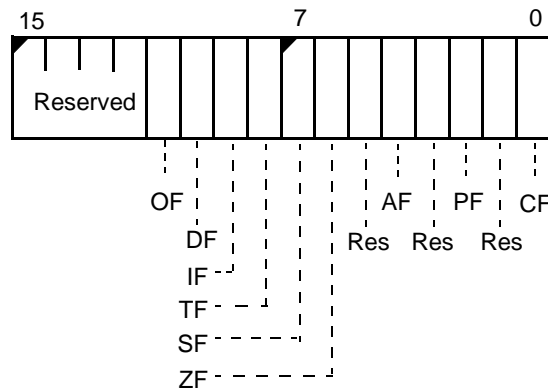 15 7 0
Reserved
OF AF PF CF
DF Res Res Res
IF
TF
SF
ZF